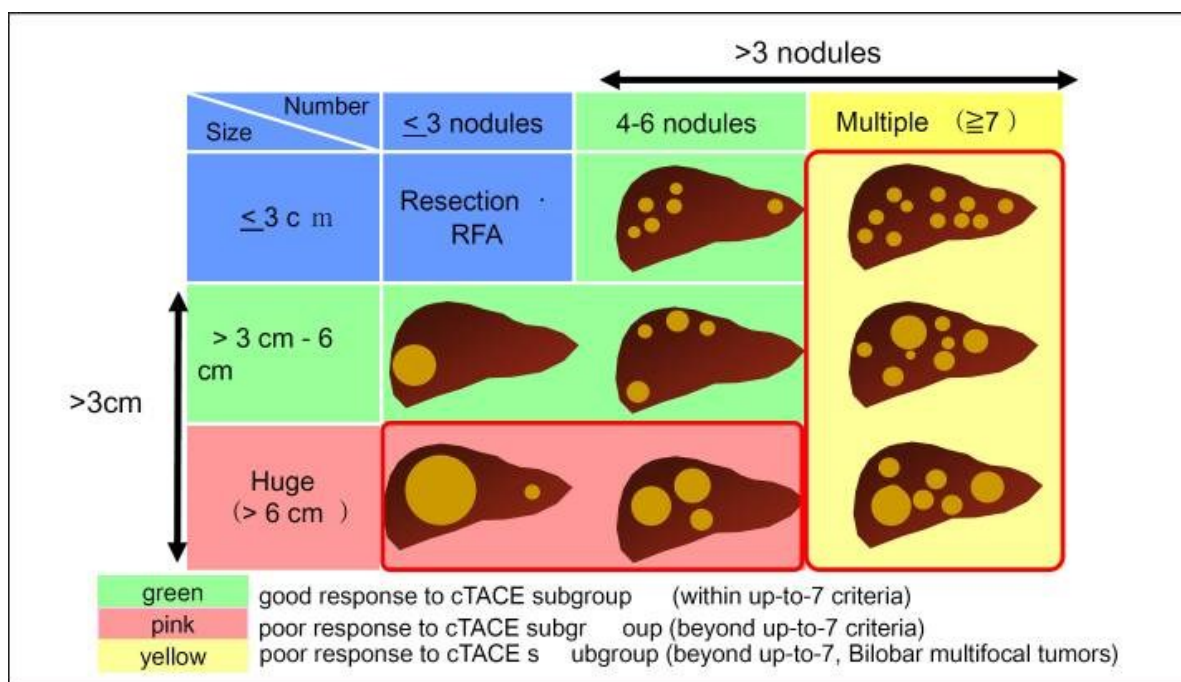 >3 nodules
Number
Size
≤ 3 nodules
4-6 nodules
Multiple （≧7 ）
≤ 3 c m
Resection ·
RFA
> 3 cm - 6
cm
>3cm
Huge
（> 6 cm ）
green good response to cTACE subgroup (within up-to-7 criteria)
pink poor response to cTACE subgr oup (beyond up-to-7 criteria)
yellow poor response to cTACE s ubgroup (beyond up-to-7, Bilobar multifocal tumors)